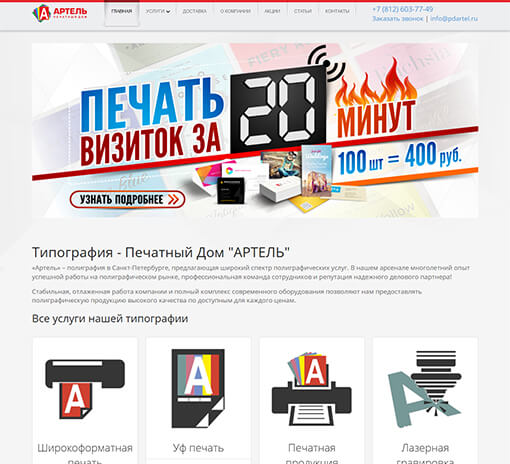 АРТЕЛЬ
ПЕЧАТНЫЙ ДОМ
ГЛАВНАЯ УСЛУГИ ДОСТАВКА О КОМПАНИИ АКЦИИ СТАТЬИ КОНТАКТЫ
+7 (812) 603-77-49
Заказать звонок | info@pdartel.ru
ПЕЧАТЬ
ВИЗИТОК ЗА
20
МИНУТ
100 шт = 400 руб.
УЗНАТЬ ПОДРОБНЕЕ
Типография - Печатный Дом "АРТЕЛЬ"
«Артель» – полиграфия в Санкт-Петербурге, предлагающая широкий спектр полиграфических услуг. В нашем арсенале многолетний опыт
успешной работы на полиграфическом рынке, профессиональная команда сотрудников и репутация надежного делового партнера!
Стабильная, отлаженная работа компании и полный комплекс современного оборудования позволяют нам предоставлять
полиграфическую продукцию высокого качества по доступным для каждого ценам.
Все услуги нашей типографии
Широкоформатная
печать
Уф печать
Печатная
продукция
Лазерная
гравировка